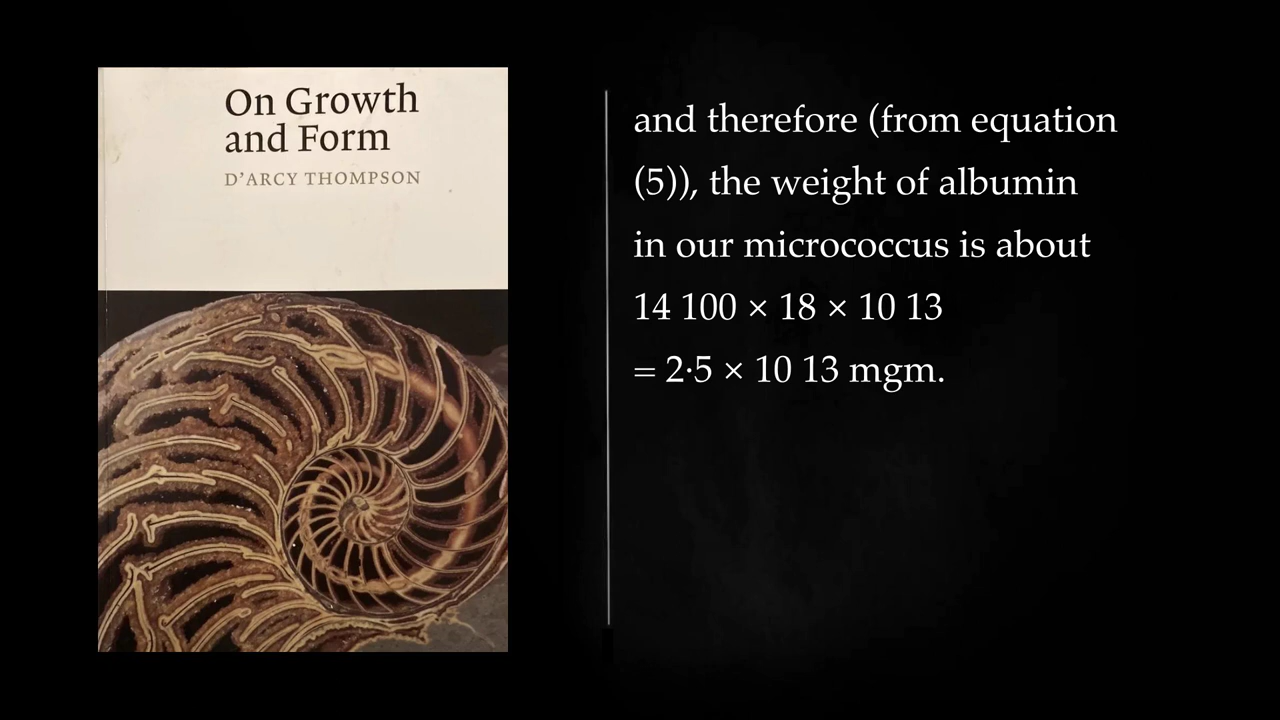 On Growth
and Form
D'ARCY THOMPSON
and therefore (from equation
(5)), the weight of albumin
in our micrococcus is about
14 100 × 18 × 10 13
= 2·5 × 10 13 mgm.